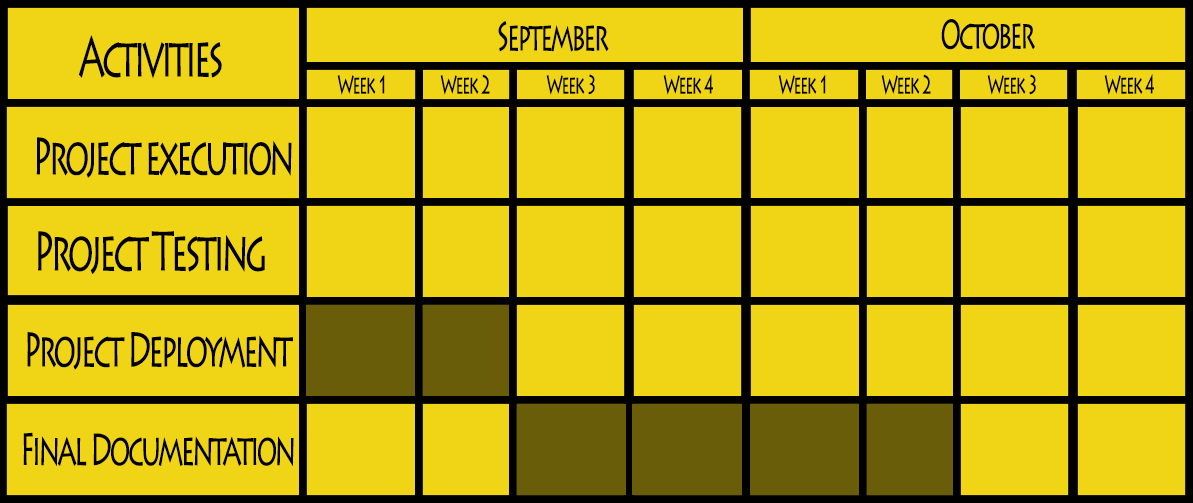 Activities
September
October
Week 1
Week 2
Week 3
Week 4
Week 1
Week 2
Week 3
Week 4
Project execution
Project Testing
Project Deployment
Final Documentation